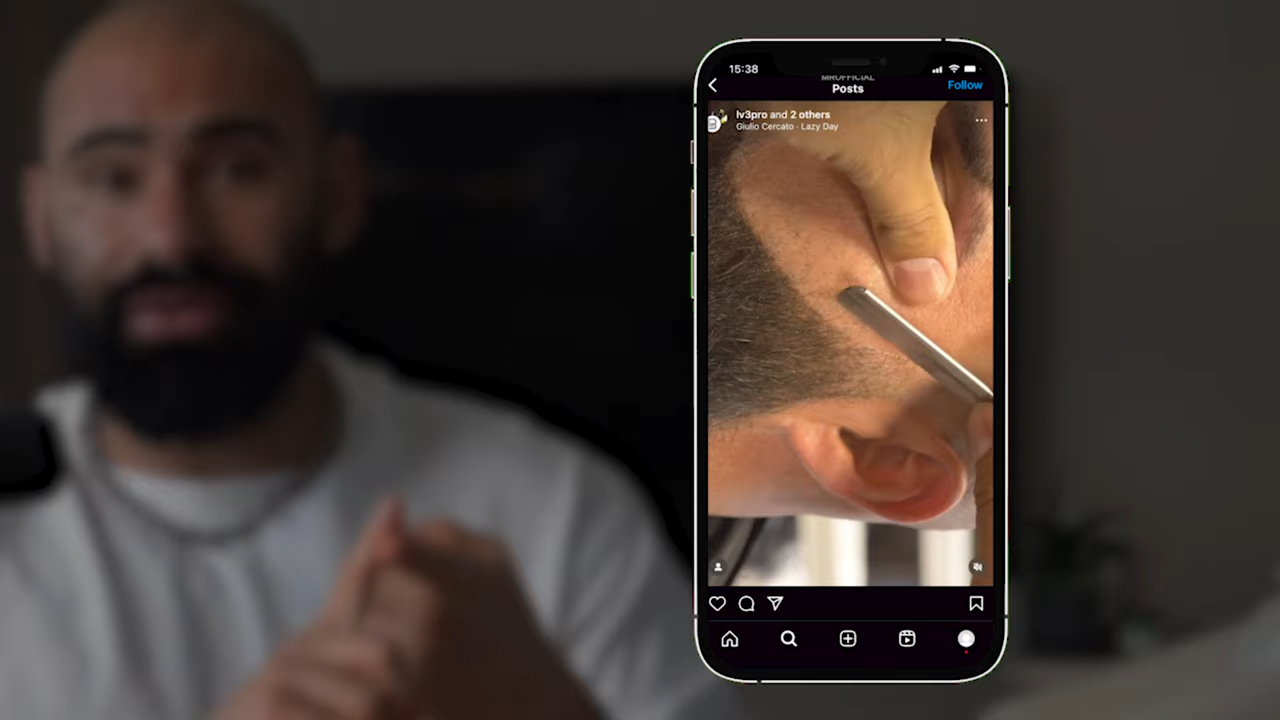 15:38
MROFFICIAL
Posts
Follow
lv3pro and 2 others
Giulio Cercato · Lazy Day